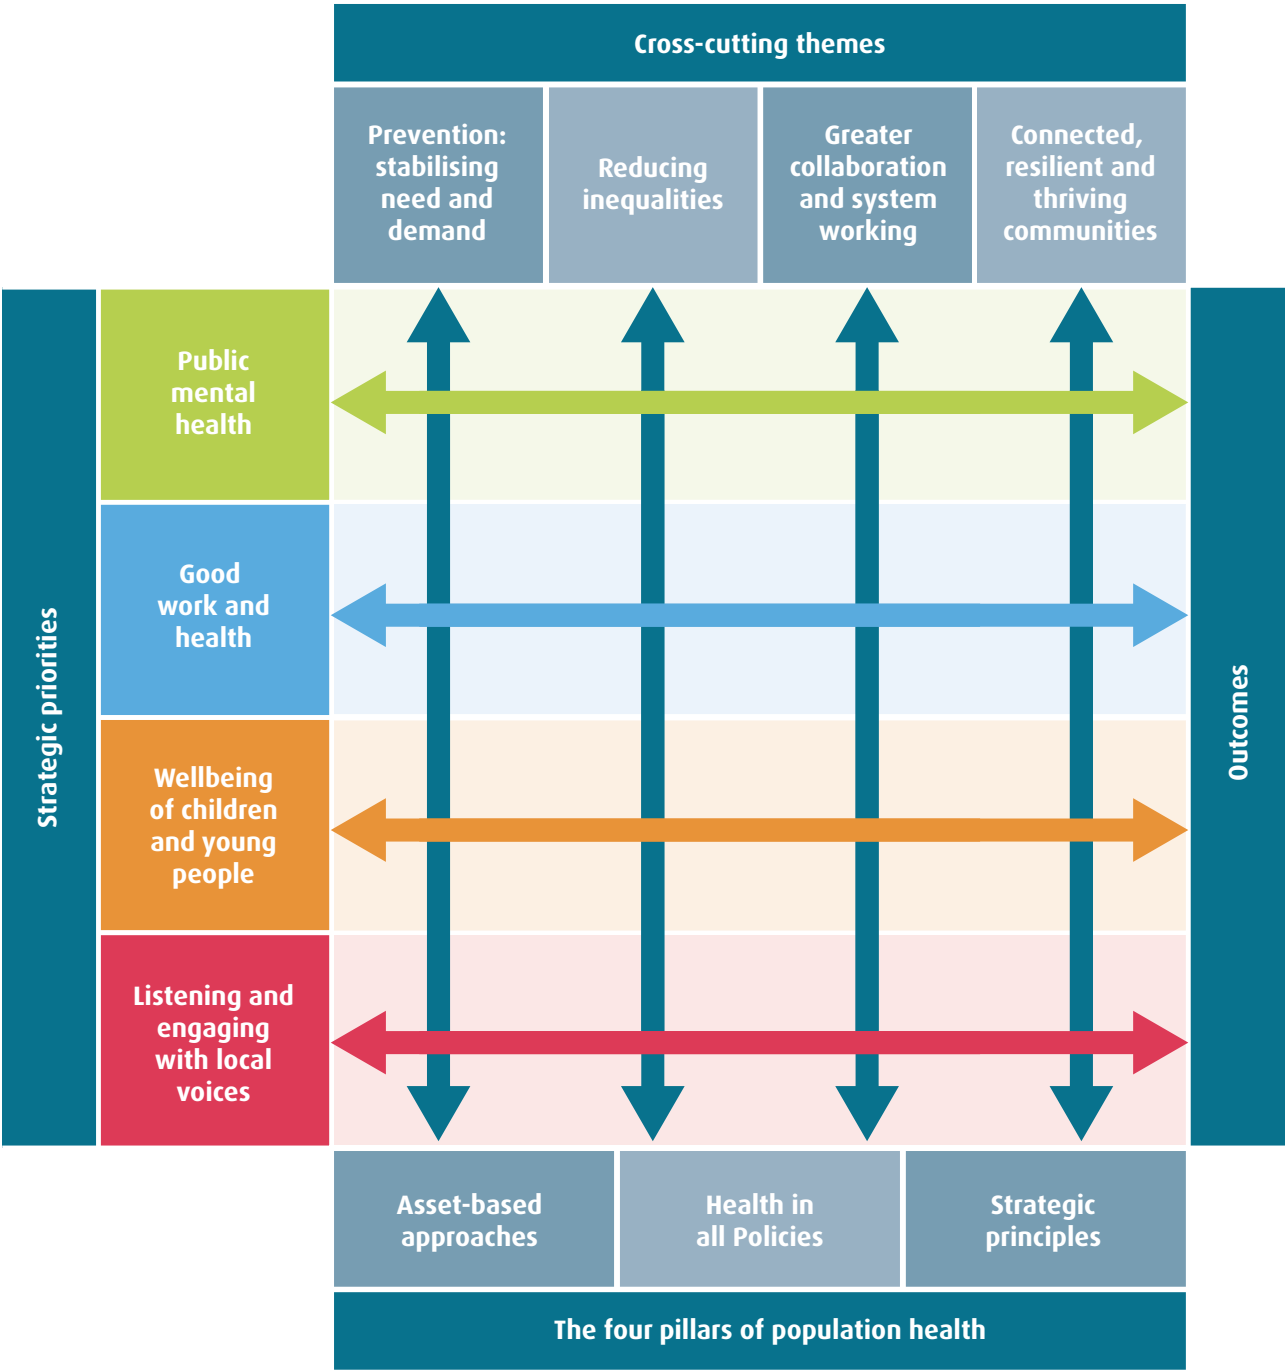 Cross-cutting themes
Prevention:
stabilising
need and
demand
Reducing
inequalities
Greater
collaboration
and system
working
Connected,
resilient and
thriving
communities
Strategic priorities
Public
mental
health
Good
work and
health
Wellbeing
of children
and young
people
Listening and
engaging
with local
voices
Outcomes
Asset-based
approaches
Health in
all Policies
Strategic
principles
The four pillars of population health